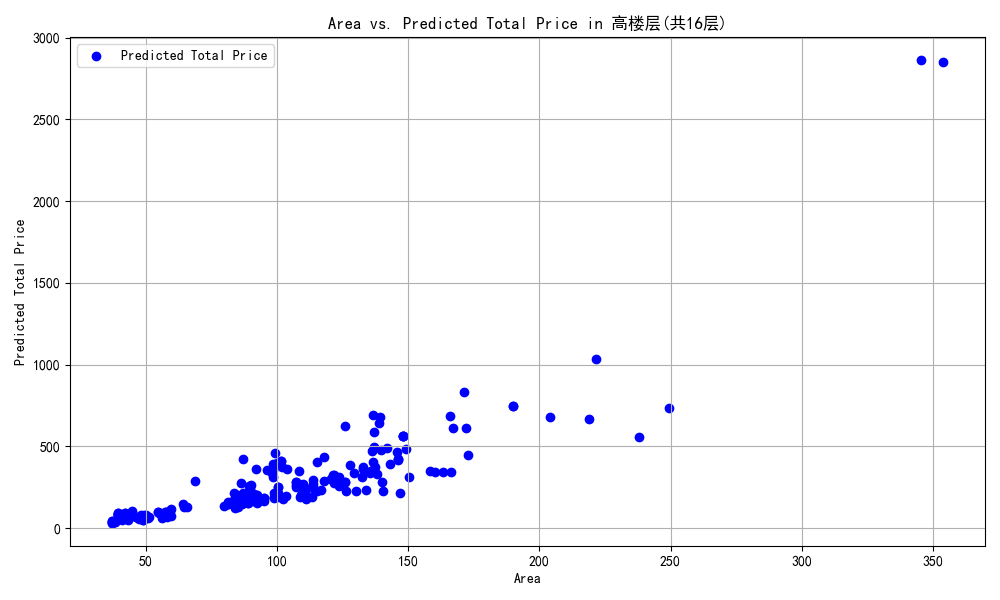 Area vs. Predicted Total Price in 高楼层(共16层)
Predicted Total Price
3000
2500
2000
1500
1000
500
0
Predicted Total Price
50 100 150 200 250 300 350
Area